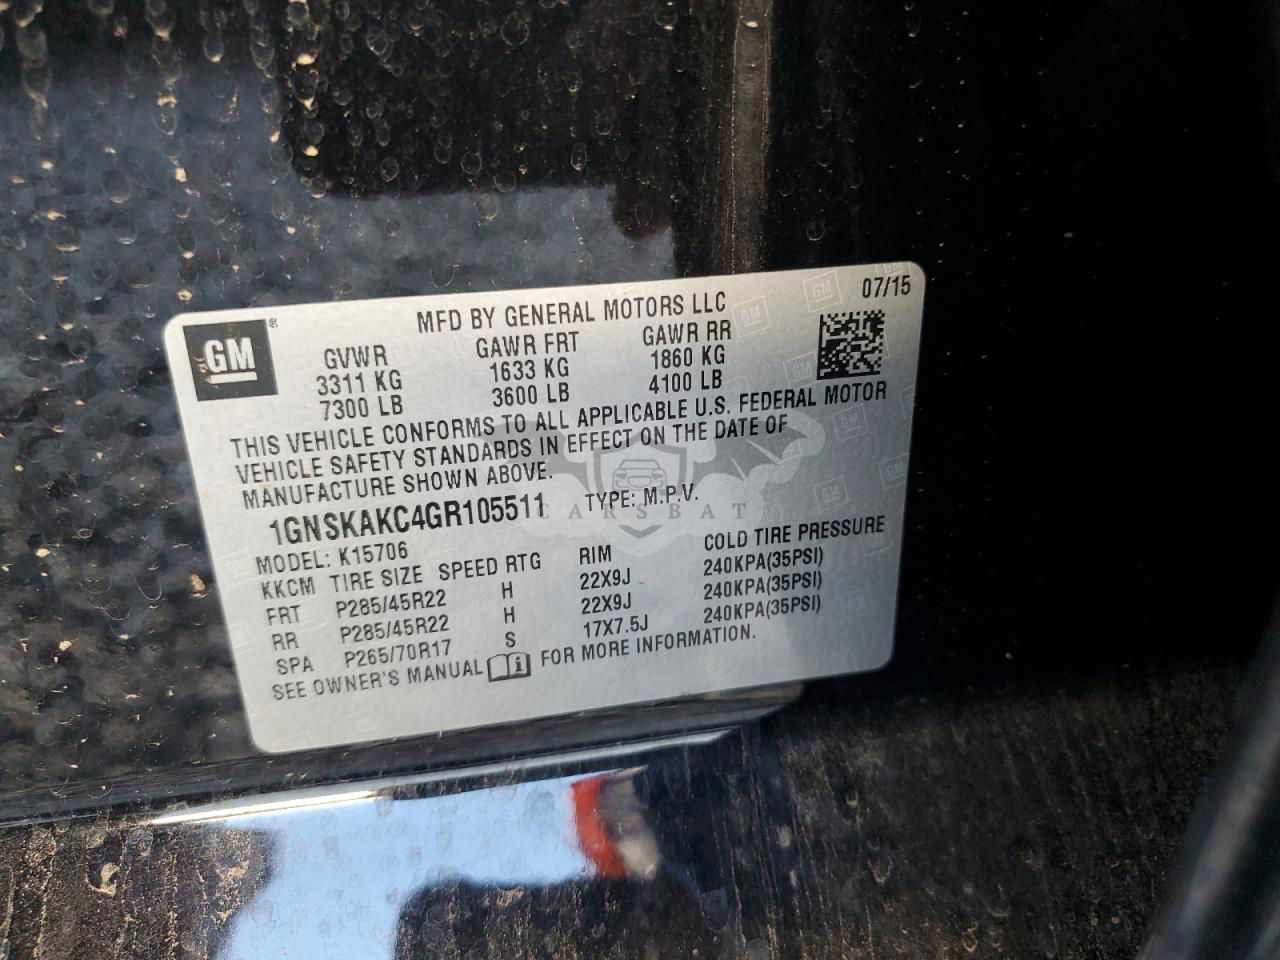 GM ®
MFD BY GENERAL MOTORS LLC
07/15
GVWR GAWR FRT GAWR RR
3311 KG 1633 KG 1860 KG
7300 LB 3600 LB 4100 LB
THIS VEHICLE CONFORMS TO ALL APPLICABLE U.S. FEDERAL MOTOR
VEHICLE SAFETY STANDARDS IN EFFECT ON THE DATE OF
MANUFACTURE SHOWN ABOVE.
1GNSKAKC4GR105511 TYPE: M.P.V.
CARSBAT
MODEL: K15706
KKCM TIRE SIZE SPEED RTG RIM COLD TIRE PRESSURE
FRT P285/45R22 H 22X9J 240KPA(35PSI)
RR P285/45R22 H 22X9J 240KPA(35PSI)
SPA P265/70R17 S 17X7.5J 240KPA(35PSI)
SEE OWNER'S MANUAL FOR MORE INFORMATION.